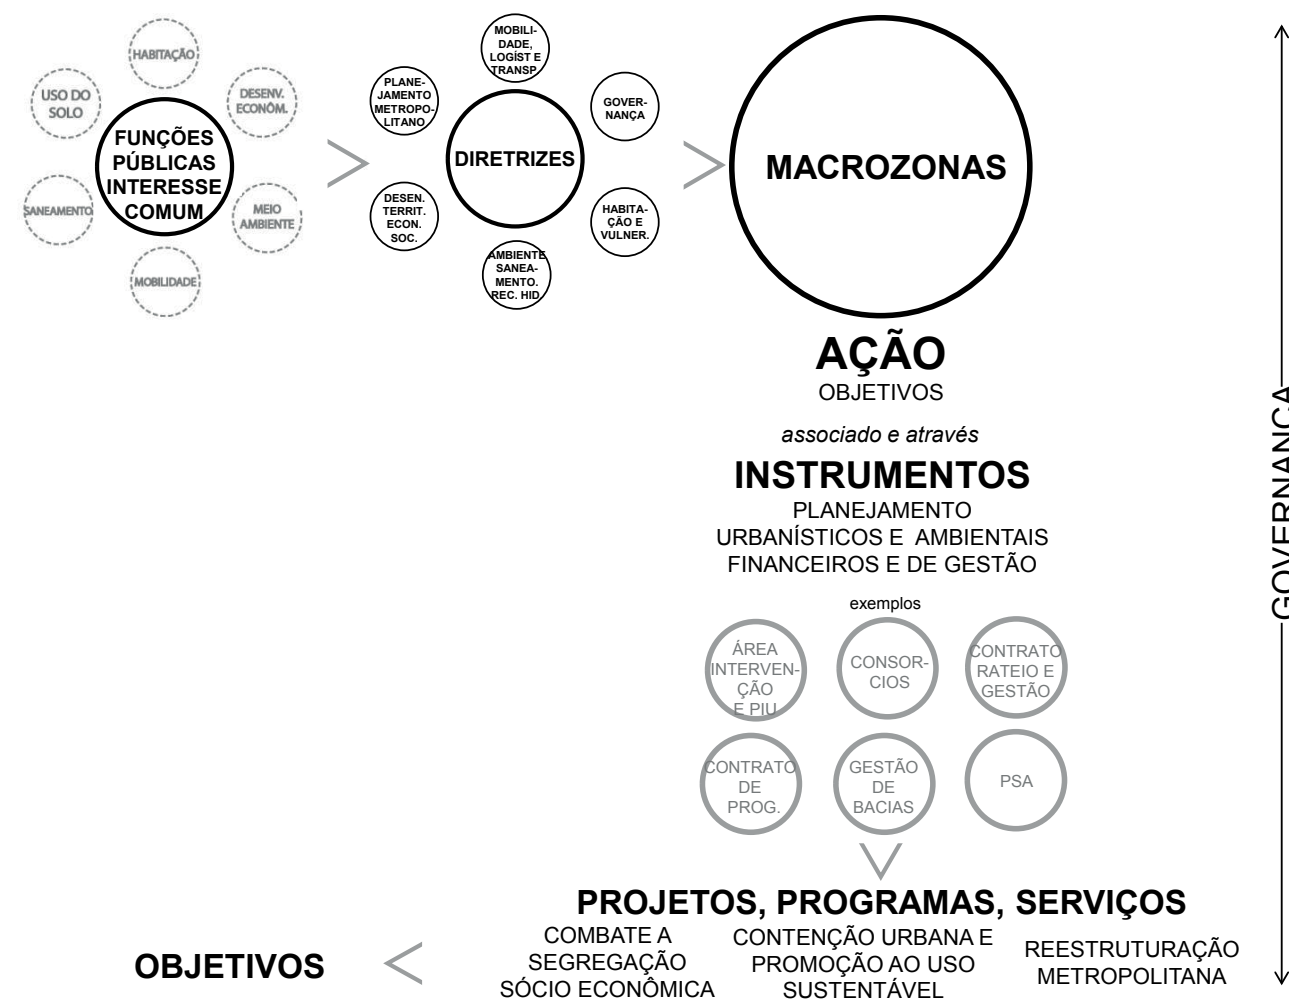 HABITAÇÃO
USO DO
SOLO
DESENV.
ECONÔM.
FUNÇÕES
PÚBLICAS
INTERESSE
COMUM
SANEAMENTO
MEIO
AMBIENTE
MOBILIDADE
MOBILI-
DADE,
LOGÍST E
TRANSP.
PLANE-
JAMENTO
METROPO-
LITANO
GOVER-
NANÇA
DIRETRIZES
DESEN.
TERRIT.
ECON.
SOC.
HABITA-
ÇÃO E
VULNER.
AMBIENTE
SANEA-
MENTO.
REC. HID.
MACROZONAS
AÇÃO
OBJETIVOS
associado e através
INSTRUMENTOS
PLANEJAMENTO
URBANÍSTICOS E AMBIENTAIS
FINANCEIROS E DE GESTÃO
exemplos
ÁREA
INTERVEN-
ÇÃO
E PIU
CONSOR-
CIOS
CONTRATO
RATEIO E
GESTÃO
CONTRATO
DE
PROG.
GESTÃO
DE
BACIAS
PSA
PROJETOS, PROGRAMAS, SERVIÇOS
COMBATE A
SEGREGAÇÃO
SÓCIO ECONÔMICA
CONTENÇÃO URBANA E
PROMOÇÃO AO USO
SUSTENTÁVEL
REESTRUTURAÇÃO
METROPOLITANA
OBJETIVOS
GOVERNANÇA